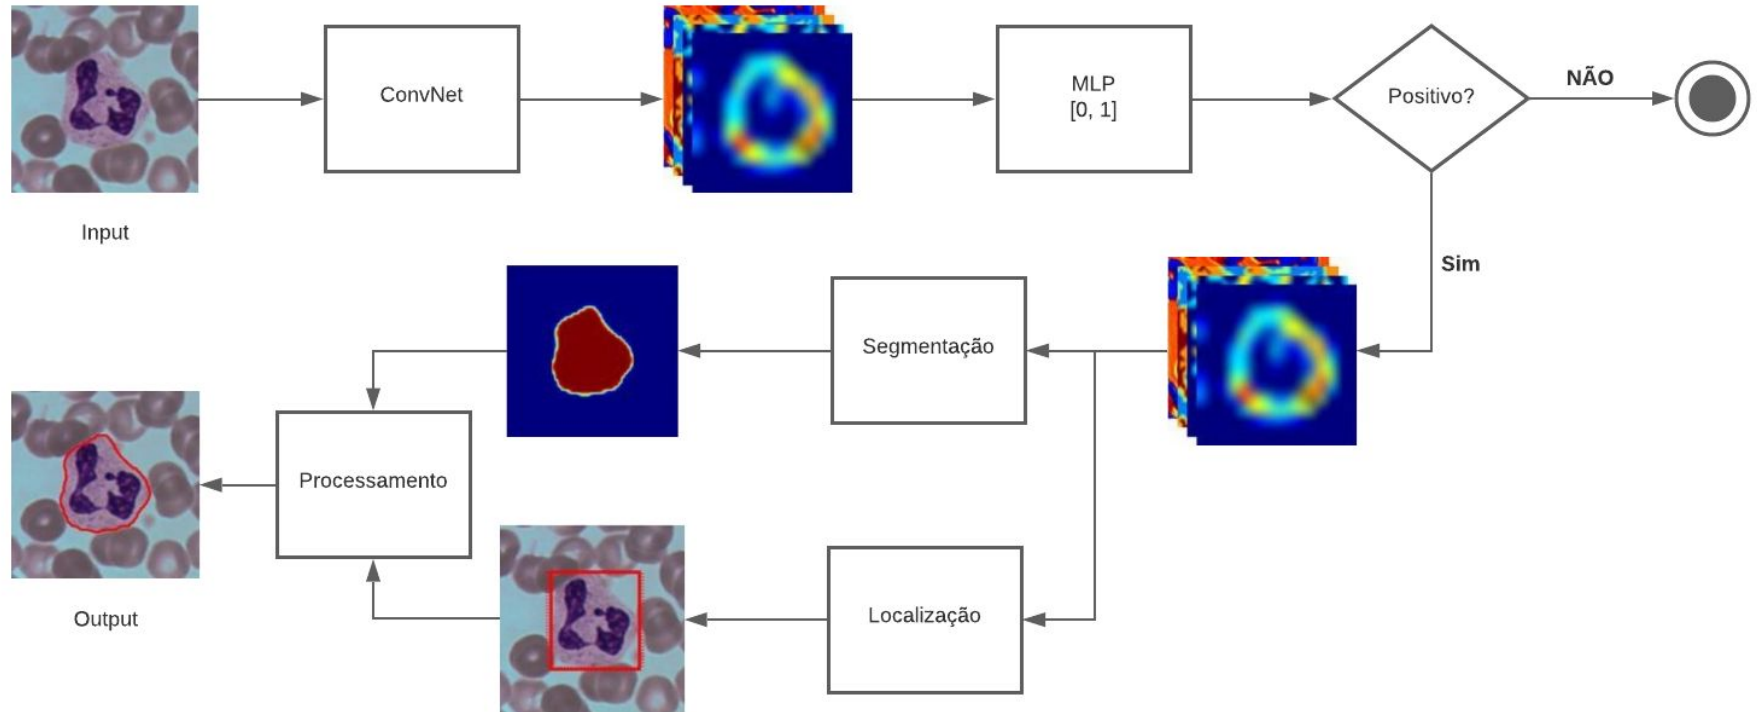 ConvNet
MLP
[0, 1]
Positivo?
NÃO
Input
Sim
Segmentação
Processamento
Localização
Output